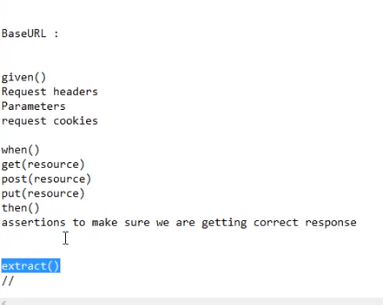 BaseURL :
given()
Request headers
Parameters
request cookies
when()
get(resource)
post(resource)
put(resource)
then()
assertions to make sure we are getting correct response
extract()
//